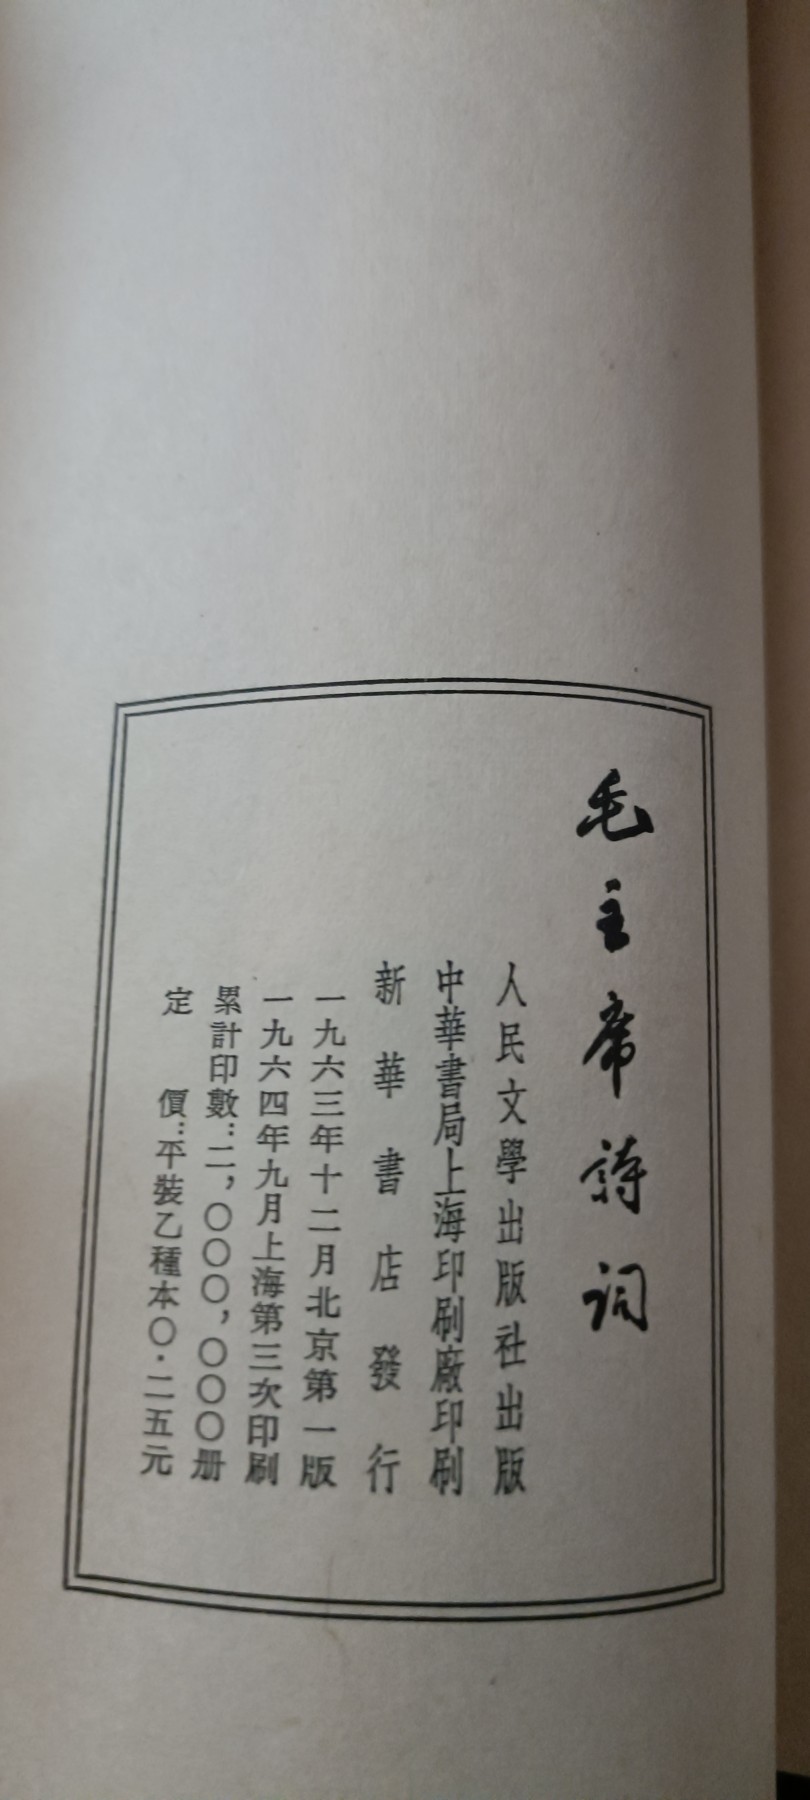 毛主席詩詞
人民文學出版社出版
中華書局上海印刷廠印刷
新華書店發行
一九六三年十二月北京第一版
一九六四年九月上海第三次印刷
累計印數：二，〇〇〇，〇〇〇册
定價：平裝乙種本〇·二五元